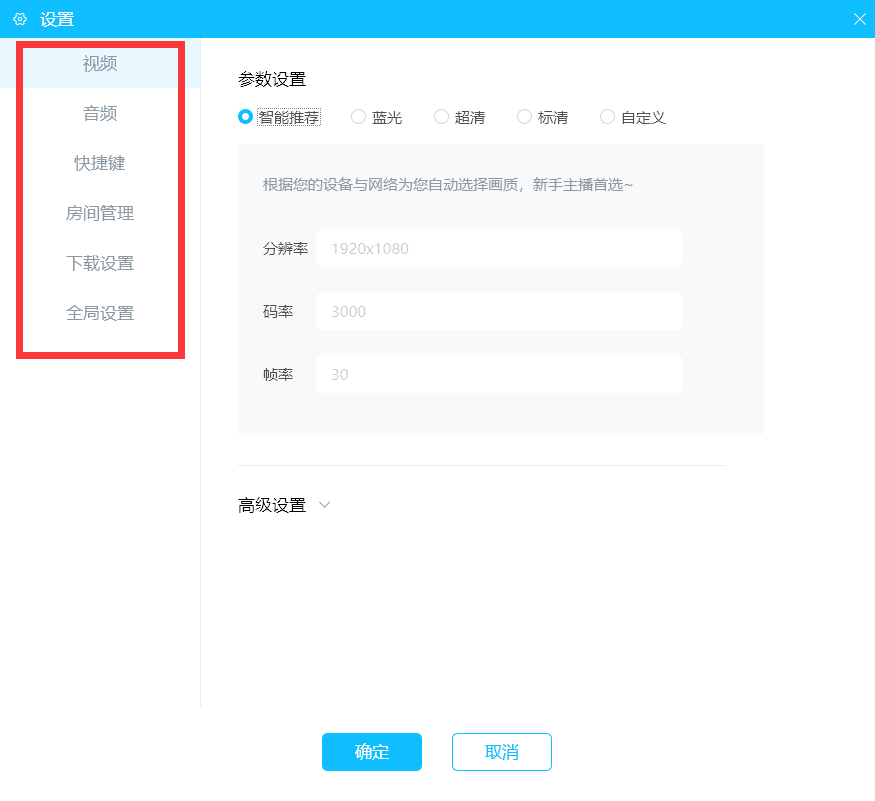 设置
视频
音频
快捷键
房间管理
下载设置
全局设置
参数设置
智能推荐 蓝光 超清 标清 自定义
根据您的设备与网络为您自动选择画质，新手主播首选~
分辨率 1920x1080
码率 3000
帧率 30
高级设置
确定 取消